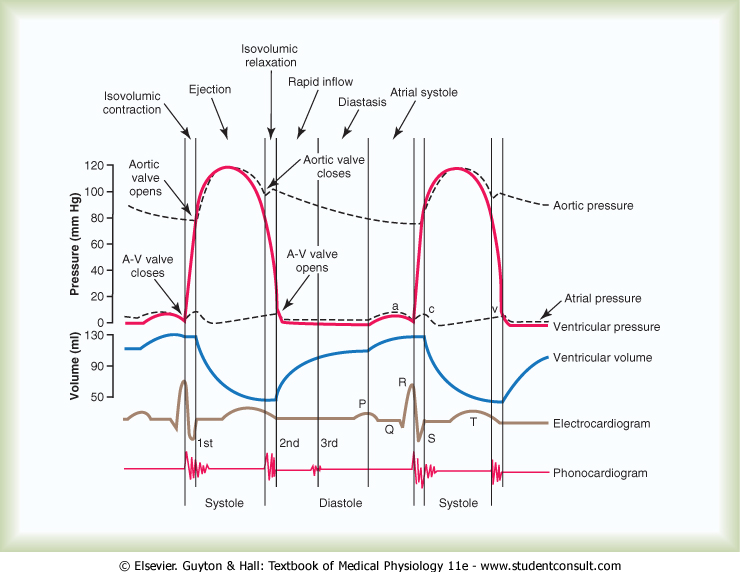 Isovolumic
relaxation
Isovolumic
contraction
Ejection
Rapid inflow
Diastasis
Atrial systole
120
100
80
60
40
20
0
Pressure (mm Hg)
Aortic
valve
opens
Aortic valve
closes
Aortic pressure
A-V valve
closes
A-V valve
opens
a
c
v
Atrial pressure
Ventricular pressure
130
90
50
Volume (ml)
Ventricular volume
P
Q
R
S
T
Electrocardiogram
1st
2nd
3rd
Phonocardiogram
Systole
Diastole
Systole
© Elsevier. Guyton & Hall: Textbook of Medical Physiology 11e - www.studentconsult.com